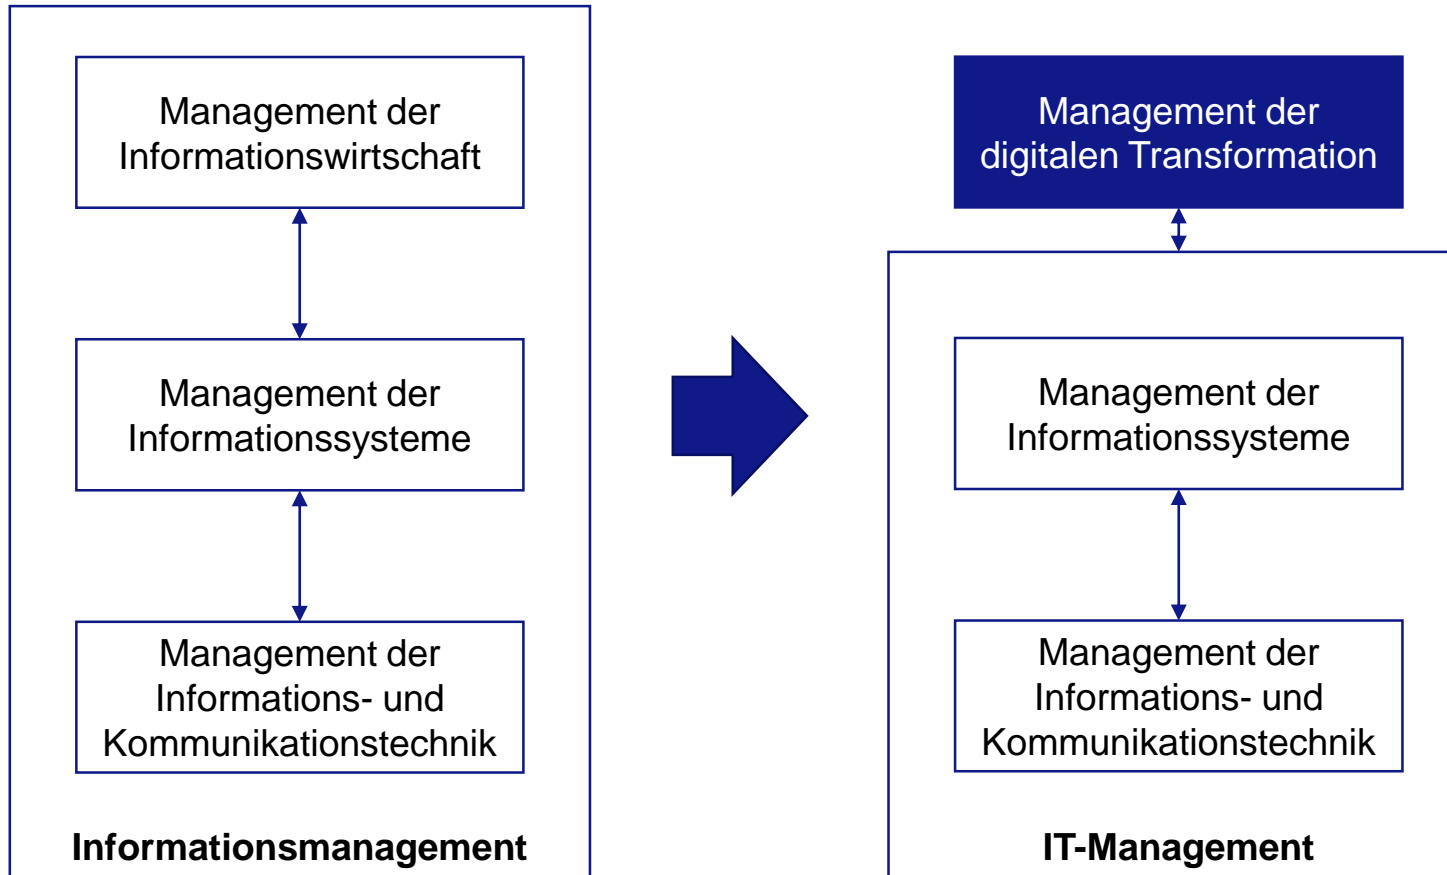 Management der
Informationswirtschaft
Management der
Informationssysteme
Management der
Informations- und
Kommunikationstechnik
Informationsmanagement
Management der
digitalen Transformation
Management der
Informationssysteme
Management der
Informations- und
Kommunikationstechnik
IT-Management